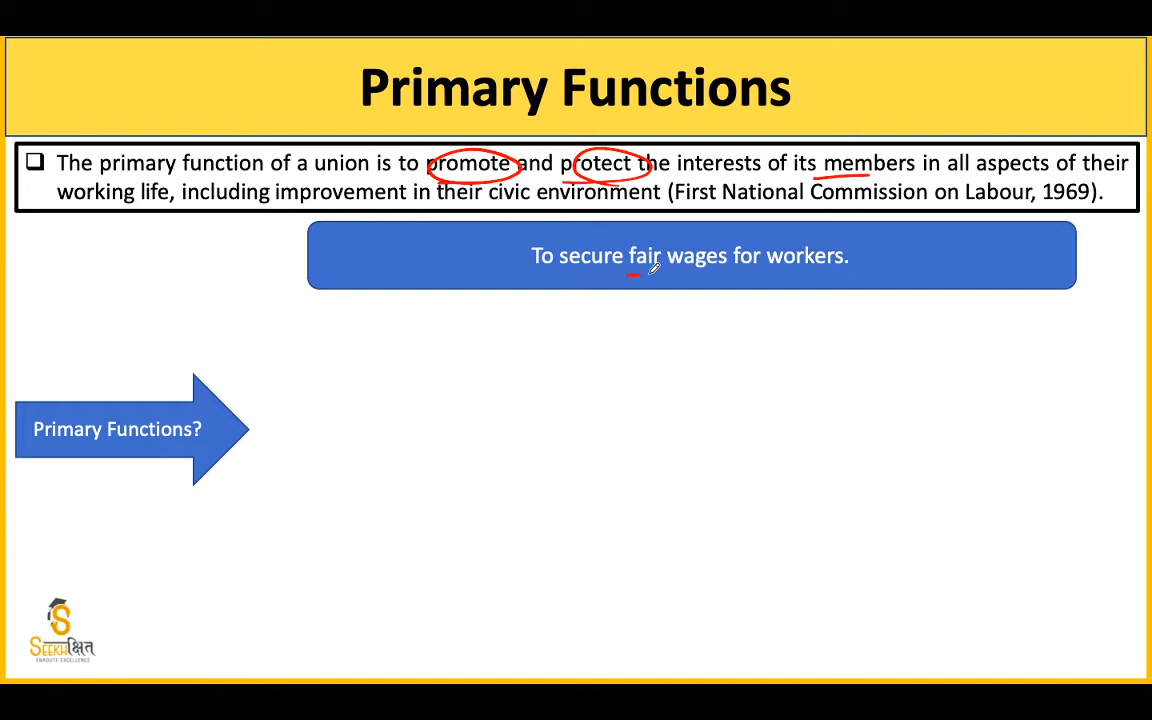 Primary Functions
The primary function of a union is to promote and protect the interests of its members in all aspects of their
working life, including improvement in their civic environment (First National Commission on Labour, 1969).
To secure fair wages for workers.
Primary Functions?
SEEKHक्षित
ENROUTE EXCELLENCE